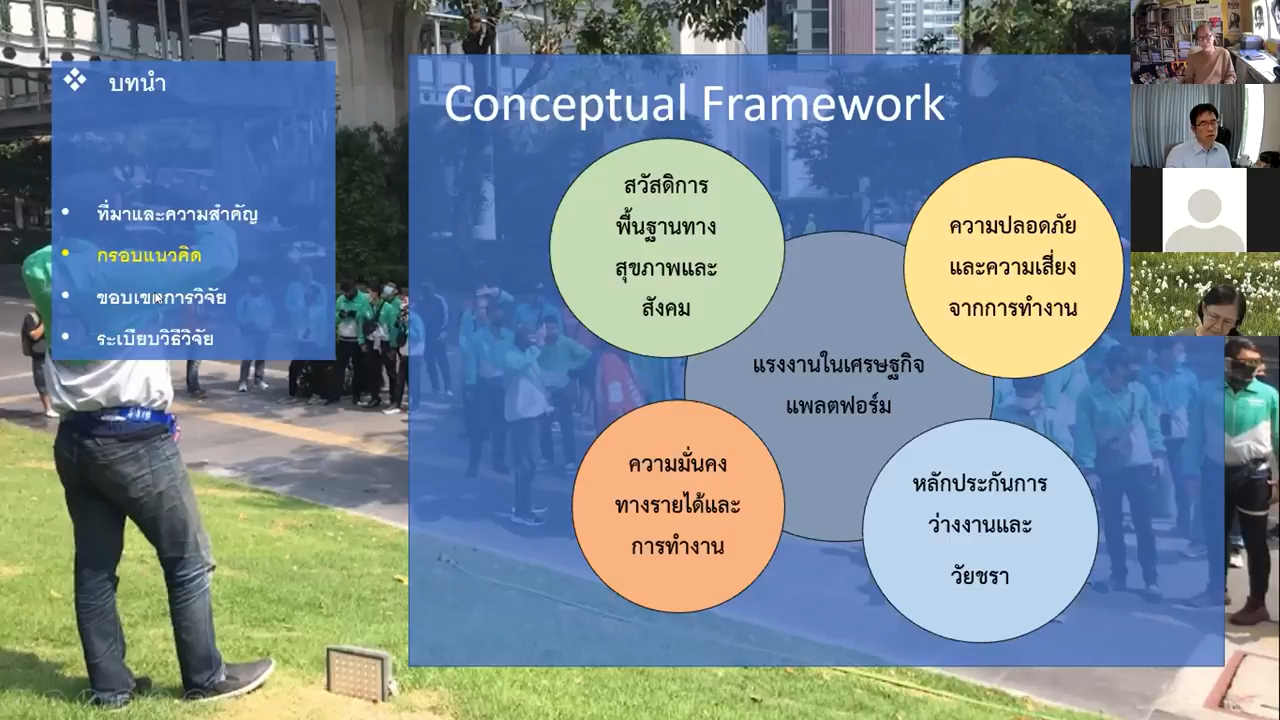 บทนำ
ที่มาและความสำคัญ
กรอบแนวคิด
ขอบเขตการวิจัย
ระเบียบวิธีวิจัย
Conceptual Framework
สวัสดิการ
พื้นฐานทาง
สุขภาพและ
สังคม
ความปลอดภัย
และความเสี่ยง
จากการทำงาน
แรงงานในเศรษฐกิจ
แพลตฟอร์ม
ความมั่นคง
ทางรายได้และ
การทำงาน
หลักประกันการ
ว่างงานและ
วัยชรา